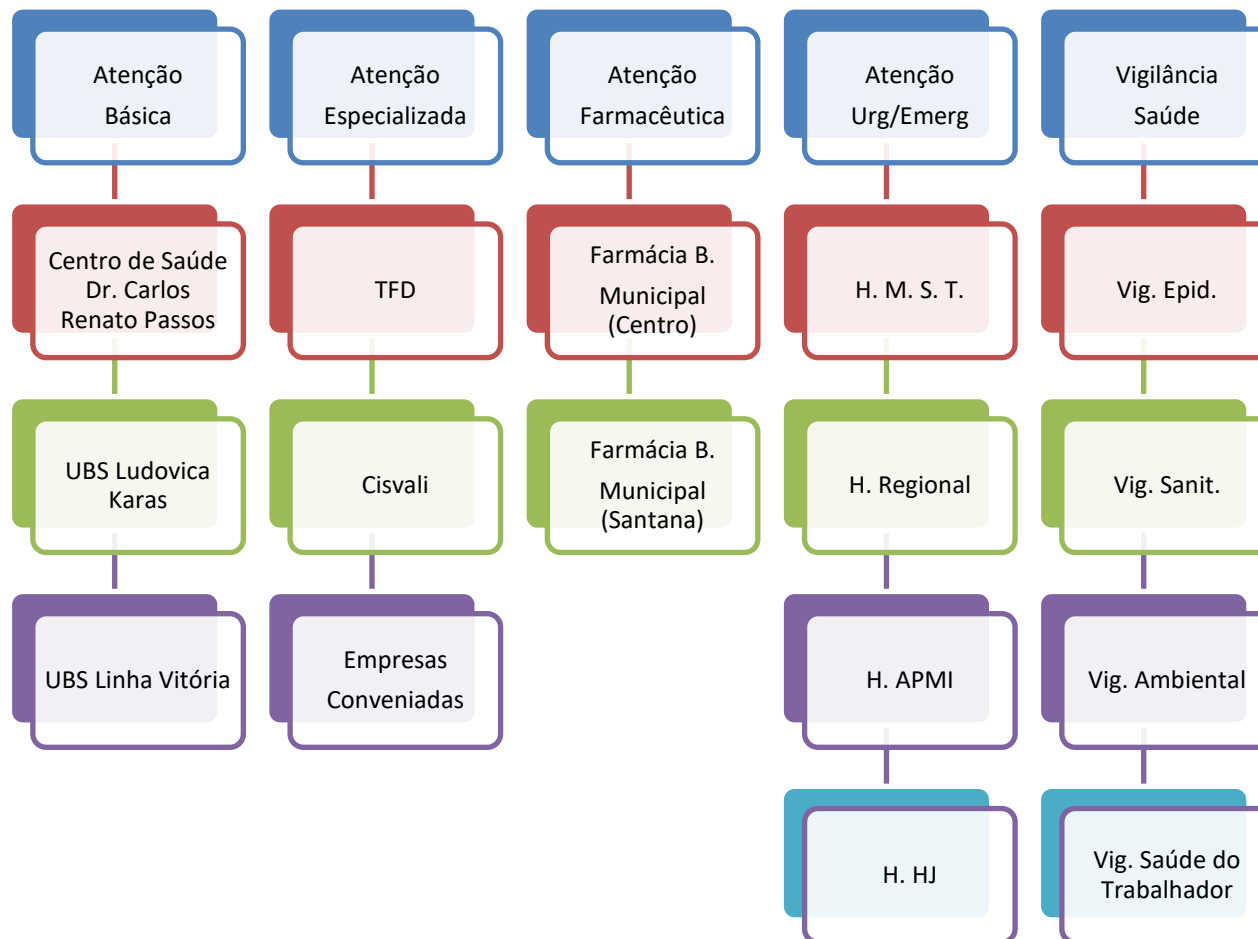 Atenção
Básica
Atenção
Especializada
Atenção
Farmacêutica
Atenção
Urg/Emerg
Vigilância
Saúde
Centro de Saúde
Dr. Carlos
Renato Passos
TFD
Farmácia B.
Municipal
(Centro)
H. M. S. T.
Vig. Epid.
UBS Ludovica
Karas
Cisvali
Farmácia B.
Municipal
(Santana)
H. Regional
Vig. Sanit.
UBS Linha Vitória
Empresas
Conveniadas
H. APMI
Vig. Ambiental
H. HJ
Vig. Saúde do
Trabalhador